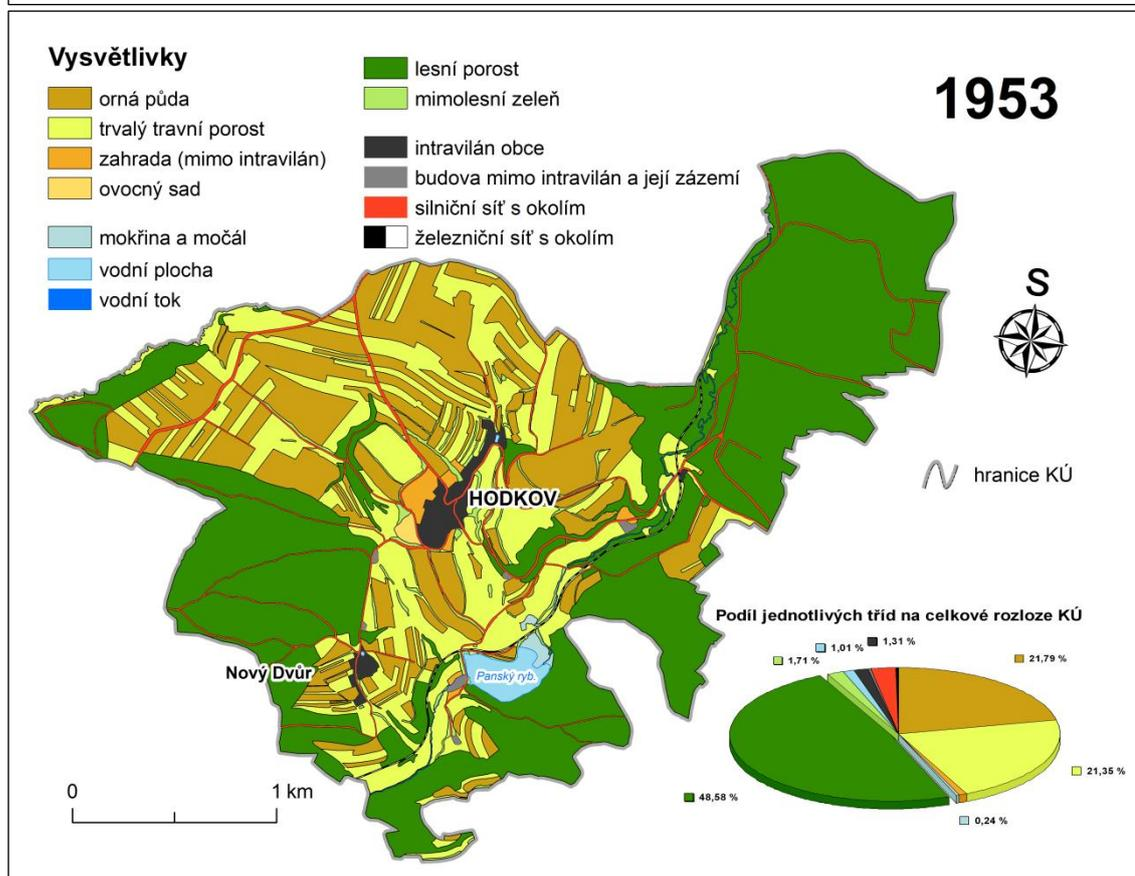 Vysvětlivky
orná půda
trvalý travní porost
zahrada (mimo intravilán)
ovocný sad
mokřina a močál
vodní plocha
vodní tok
lesní porost
mimolesní zeleň
intravilán obce
budova mimo intravilán a její zázemí
silniční síť s okolím
železniční síť s okolím
1953
S
hranice KÚ
HODKOV
Nový Dvůr
Panský ryb.
0 1 km
Podíl jednotlivých tříd na celkové rozloze KÚ
1,01 %
1,31 %
1,71 %
21,79 %
21,35 %
48,58 %
0,24 %